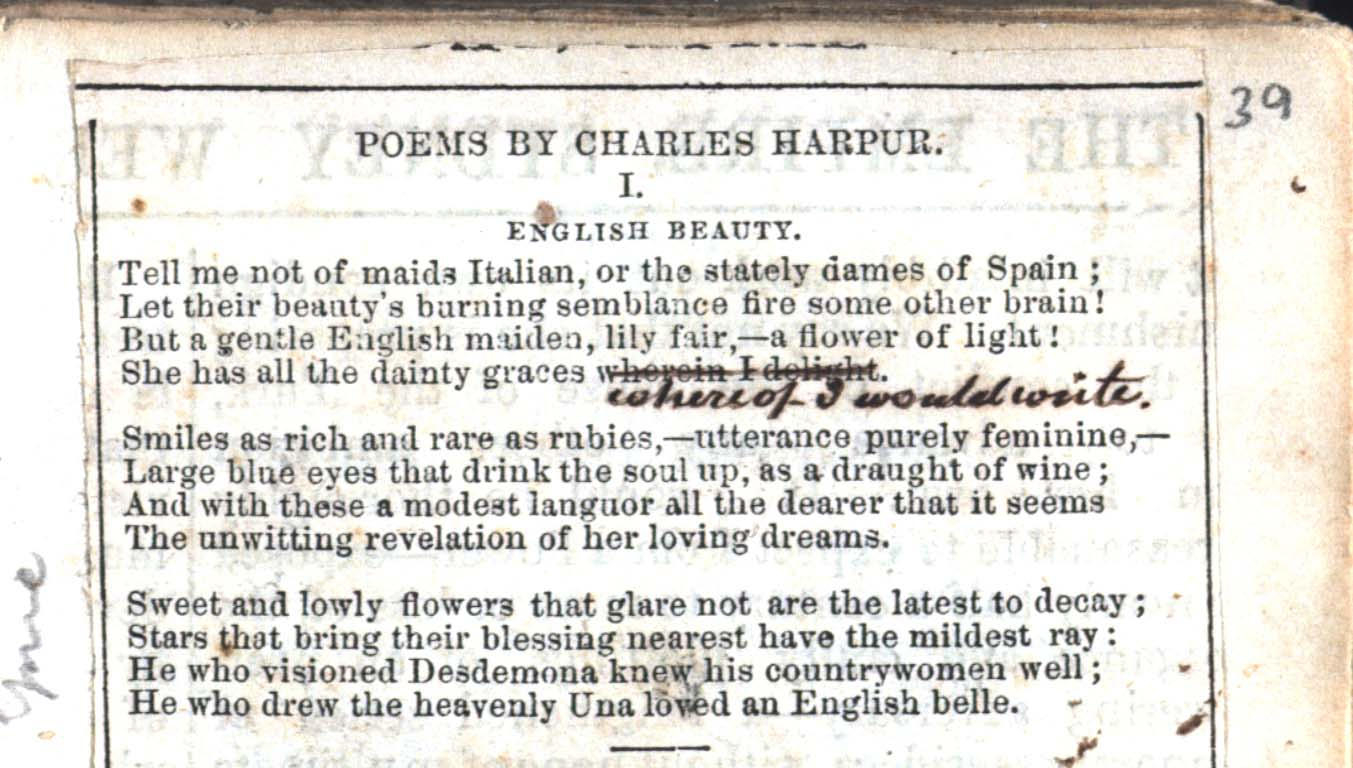 39
POEMS BY CHARLES HARPUR.
I.
ENGLISH BEAUTY.
Tell me not of maids Italian, or the stately dames of Spain ;
Let their beauty's burning semblance fire some other brain!
But a gentle English maiden, lily fair,—a flower of light!
She has all the dainty graces wherein I delight.
whereof I would write.
Smiles as rich and rare as rubies,—utterance purely feminine,—
Large blue eyes that drink the soul up, as a draught of wine ;
And with these a modest languor all the dearer that it seems
The unwitting revelation of her loving dreams.
Sweet and lowly flowers that glare not are the latest to decay ;
Stars that bring their blessing nearest have the mildest ray :
He who visioned Desdemona knew his countrywomen well ;
He who drew the heavenly Una loved an English belle.